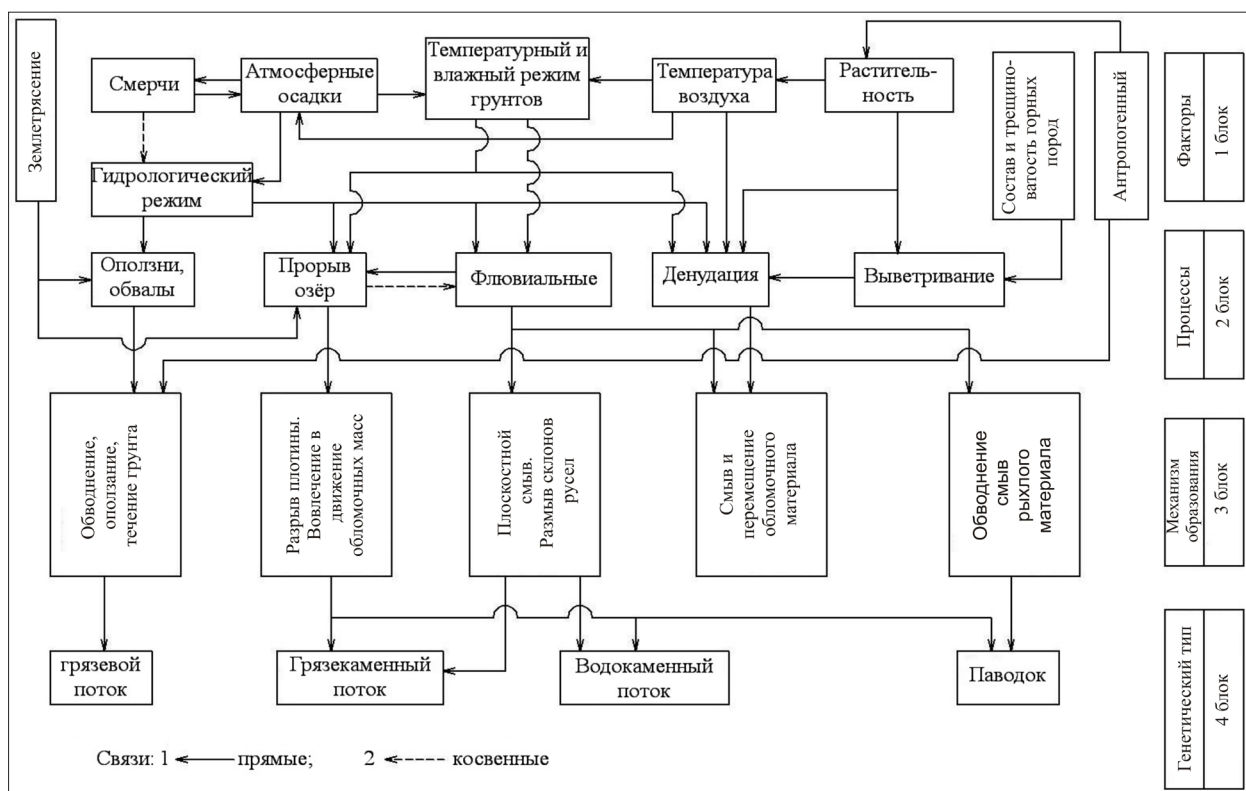 Землетрясение
Смерчи
Атмосферные
осадки
Температурный и
влажный режим
грунтов
Температура
воздуха
Раститель-
ность
Состав и трещино-
ватость горных
пород
Антропогенный
Факторы
1 блок
Гидрологический
режим
Оползни,
обвалы
Прорыв
озёр
Флювиальные
Денудация
Выветривание
Процессы
2 блок
Обводнение,
оползание,
течение грунта
Разрыв плотины.
Вовлечение в
движение
обломочных масс
Плоскостной
смыв.
Размыв склонов
русел
Смыв и
перемещение
обломочного
материала
Обводнение
смыв
рыхлого
материала
Механизм
образования
3 блок
грязевой
поток
Грязекаменный
поток
Водокаменный
поток
Паводок
Генетический тип
4 блок
Связи: 1 прямые; 2 косвенные